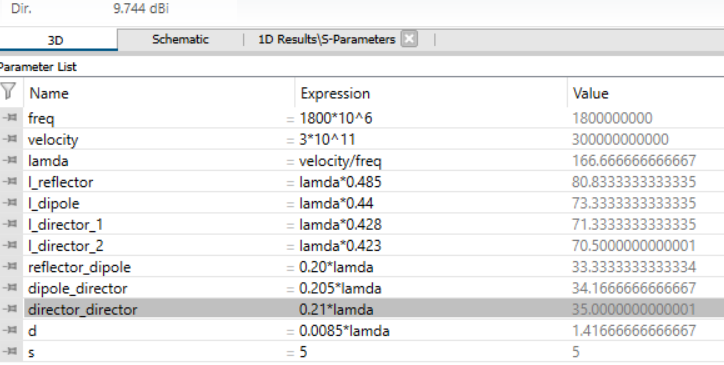 Dir. 9.744 dBi
3D Schematic 1D Results\S-Parameters
Parameter List
Name Expression Value
freq = 1800*10^6 1800000000
velocity = 3*10^11 300000000000
lamda = velocity/freq 166.666666666667
l_reflector = lamda*0.485 80.8333333333335
l_dipole = lamda*0.44 73.3333333333335
l_director_1 = lamda*0.428 71.3333333333335
l_director_2 = lamda*0.423 70.5000000000001
reflector_dipole = 0.20*lamda 33.3333333333334
dipole_director = 0.205*lamda 34.1666666666667
director_director 0.21*lamda 35.0000000000001
d = 0.0085*lamda 1.41666666666667
s = 5 5